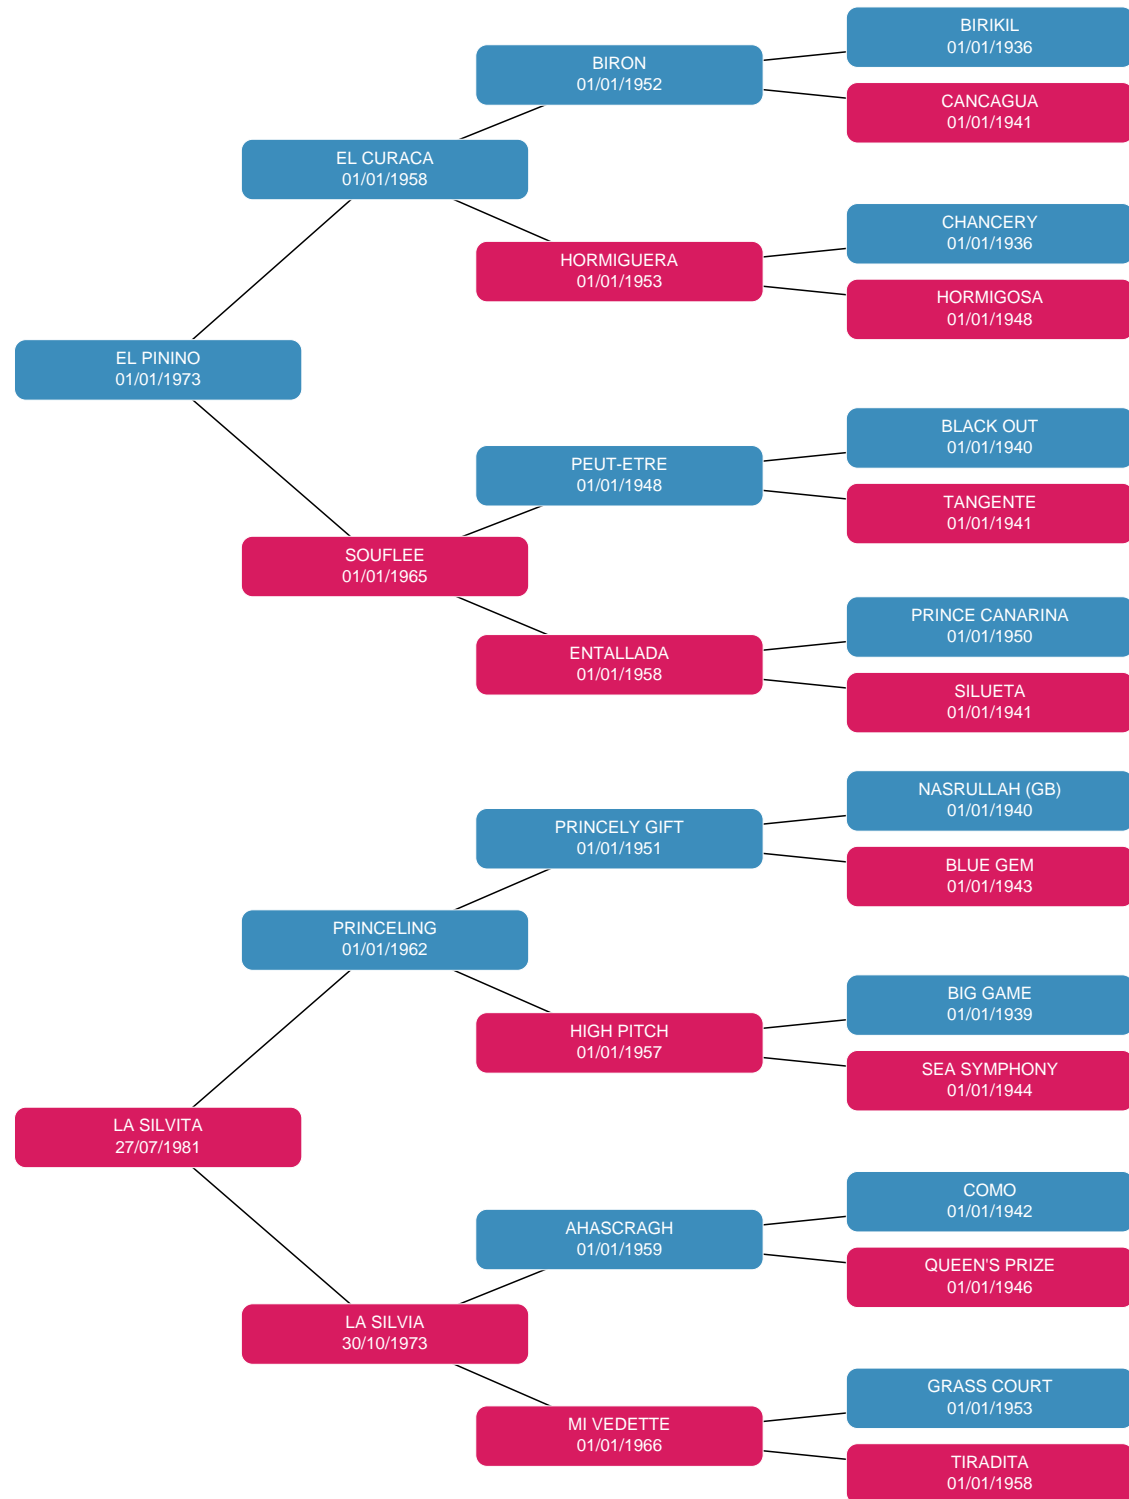 BIRIKIL
01/01/1936
BIRON
01/01/1952
CANCAGUA
01/01/1941
EL CURACA
01/01/1958
CHANCERY
01/01/1936
HORMIGUERA
01/01/1953
HORMIGOSA
01/01/1948
EL PININO
01/01/1973
BLACK OUT
01/01/1940
PEUT-ETRE
01/01/1948
TANGENTE
01/01/1941
SOUFLEE
01/01/1965
PRINCE CANARINA
01/01/1950
ENTALLADA
01/01/1958
SILUETA
01/01/1941
NASRULLAH (GB)
01/01/1940
PRINCELY GIFT
01/01/1951
BLUE GEM
01/01/1943
PRINCELING
01/01/1962
BIG GAME
01/01/1939
HIGH PITCH
01/01/1957
SEA SYMPHONY
01/01/1944
LA SILVITA
27/07/1981
COMO
01/01/1942
AHASCRAGH
01/01/1959
QUEEN'S PRIZE
01/01/1946
LA SILVIA
30/10/1973
GRASS COURT
01/01/1953
MI VEDETTE
01/01/1966
TIRADITA
01/01/1958